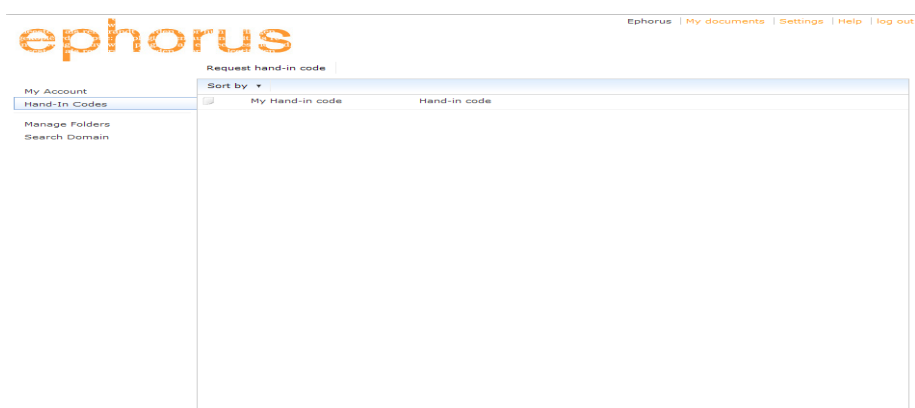 Ephorus | My documents | Settings | Help | log out
ephorus
Request hand-in code
My Account
Hand-In Codes
Manage Folders
Search Domain
Sort by ▼
My Hand-in code Hand-in code